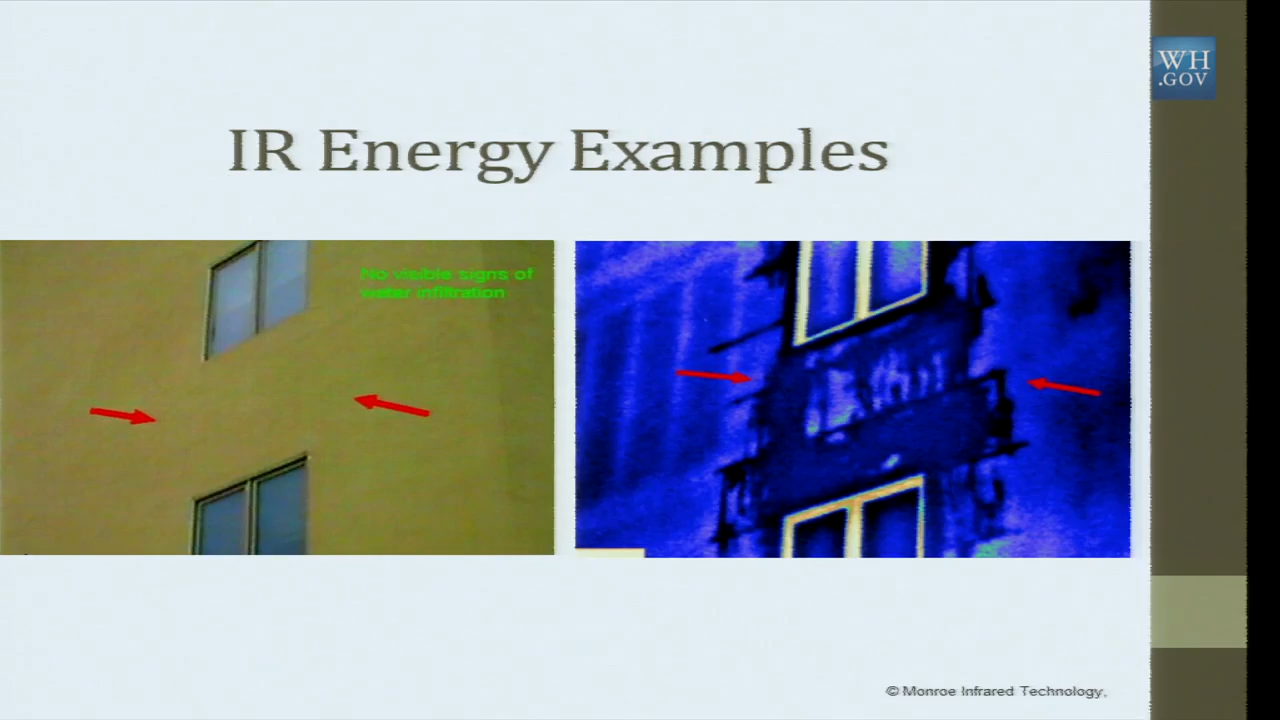 WH
.GOV
IR Energy Examples
No visible signs of
water infiltration
© Monroe Infrared Technology.